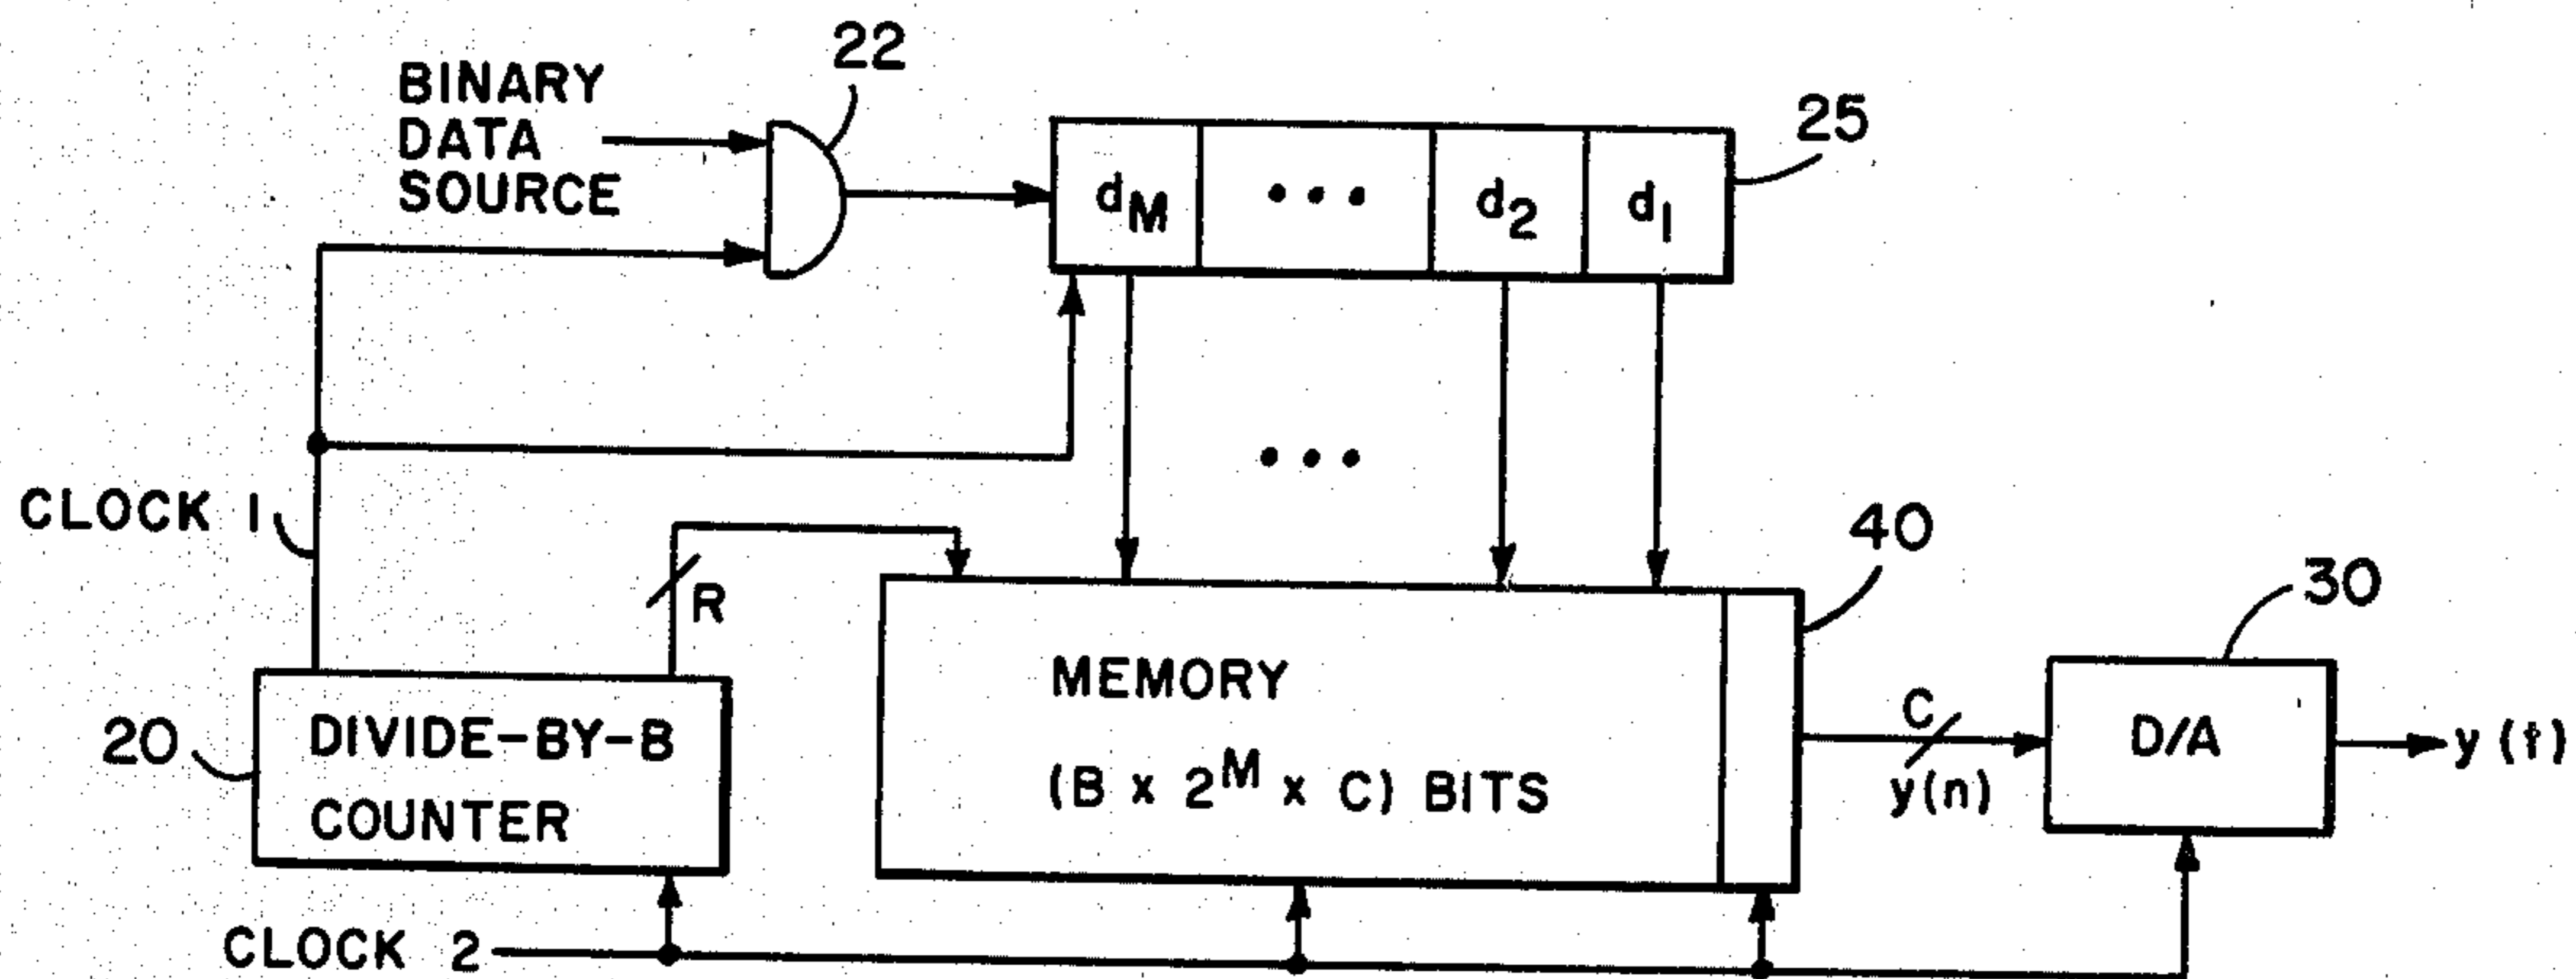 22
BINARY
DATA
SOURCE
25
dM
• • •
d2
d1
• • •
CLOCK 1
R
40
30
20
DIVIDE-BY-B
COUNTER
MEMORY
(B x 2^M x C) BITS
C
y(n)
D/A
y(t)
CLOCK 2